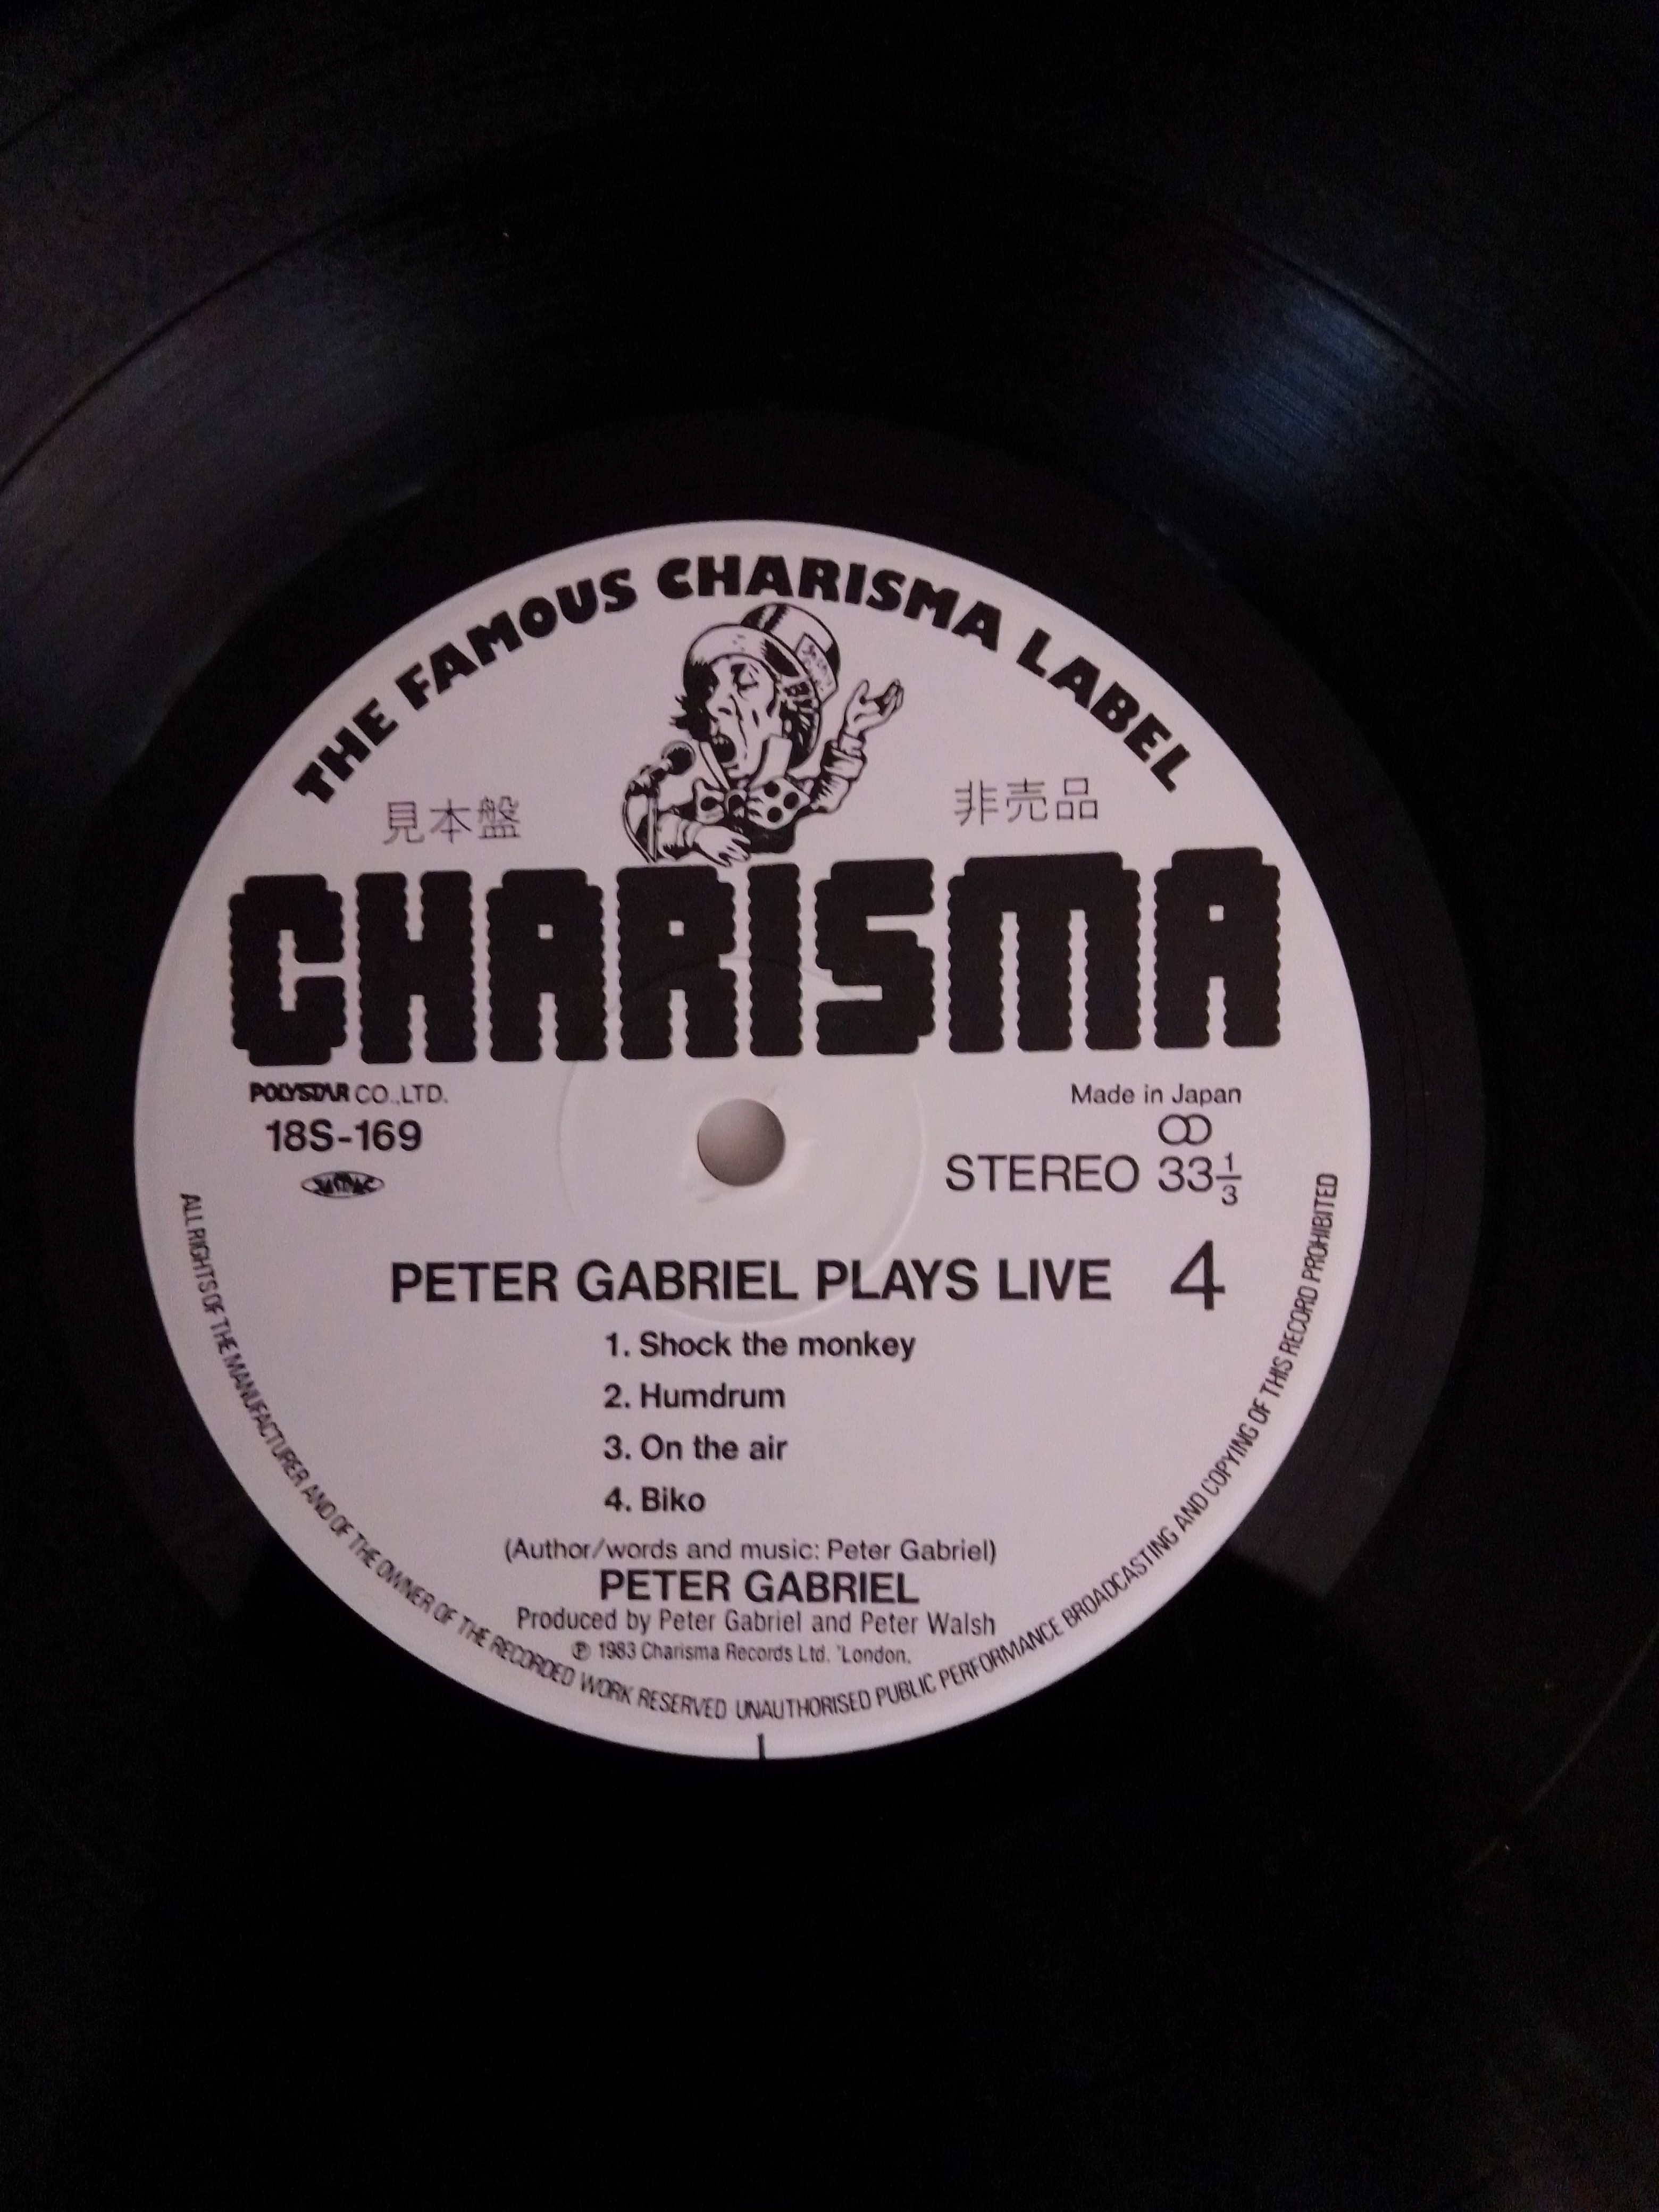 THE FAMOUS CHARISMA LABEL
見本盤
非売品
CHARISMA
POLYSTAR CO.,LTD.
Made in Japan
18S-169
STEREO 33 1/3
PETER GABRIEL PLAYS LIVE 4
1. Shock the monkey
2. Humdrum
3. On the air
4. Biko
(Author/words and music: Peter Gabriel)
PETER GABRIEL
Produced by Peter Gabriel and Peter Walsh
℗ 1983 Charisma Records Ltd. 'London.
ALL RIGHTS OF THE MANUFACTURER AND OF THE OWNER OF THE RECORDED WORK RESERVED UNAUTHORISED PUBLIC PERFORMANCE BROADCASTING AND COPYING OF THIS RECORD PROHIBITED